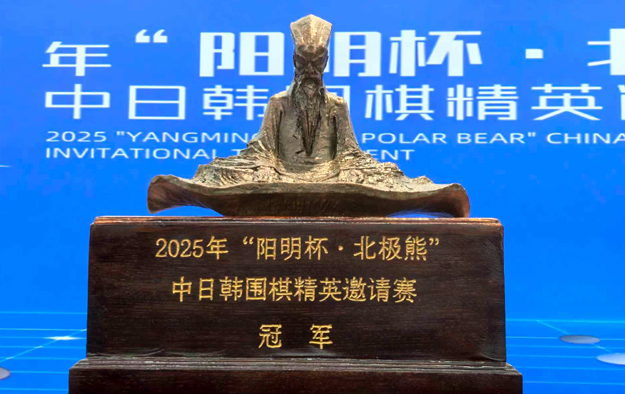 年“阳明杯·北
中日韩围棋精英
2025 "YANGMING POLAR BEAR" CHINA
INVITATIONAL T ENT
2025年“阳明杯·北极熊”
中日韩围棋精英邀请赛
冠军